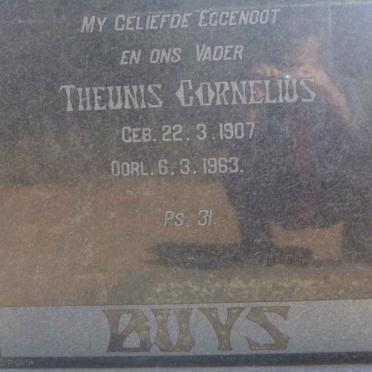 MY GELIEFDE EGGENOOT
EN ONS VADER
THEUNIS CORNELIUS
GEB. 22.3.1907
OORL. 6.3.1963.
PS. 31.
BUYS